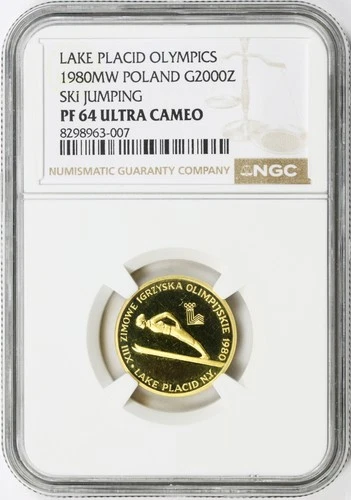 LAKE PLACID OLYMPICS
1980MW POLAND G2000Z
SKi JUMPING
PF 64 ULTRA CAMEO
8298963-007
NUMISMATIC GUARANTY COMPANY
NGC
XIII ZIMOWE IGRZYSKA OLIMPIJSKIE 1980
• LAKE PLACID N.Y. •